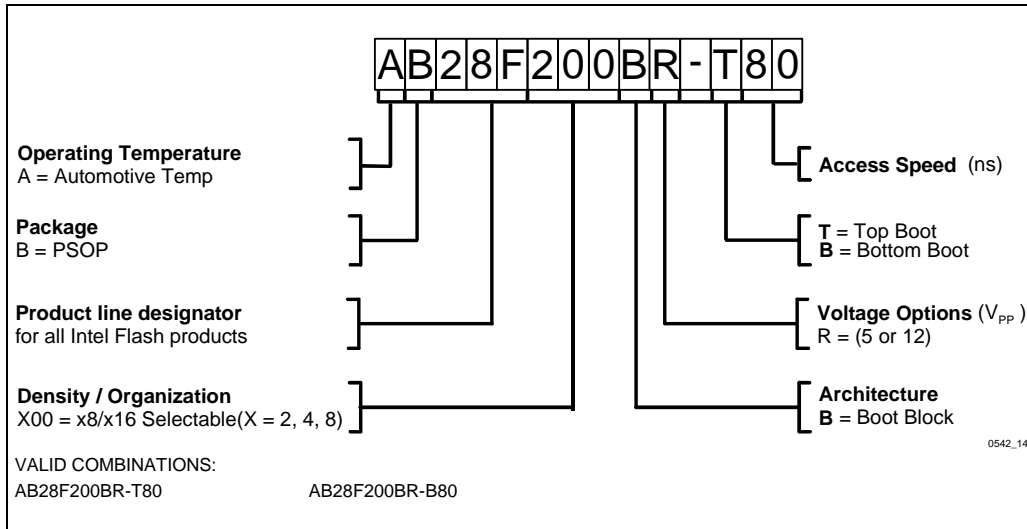 AB28F200BR-T80
Operating Temperature
A = Automotive Temp
Package
B = PSOP
Product line designator
for all Intel Flash products
Density / Organization
X00 = x8/x16 Selectable(X = 2, 4, 8)
Access Speed (ns)
T = Top Boot
B = Bottom Boot
Voltage Options (VPP )
R = (5 or 12)
Architecture
B = Boot Block
0542_14
VALID COMBINATIONS:
AB28F200BR-T80 AB28F200BR-B80